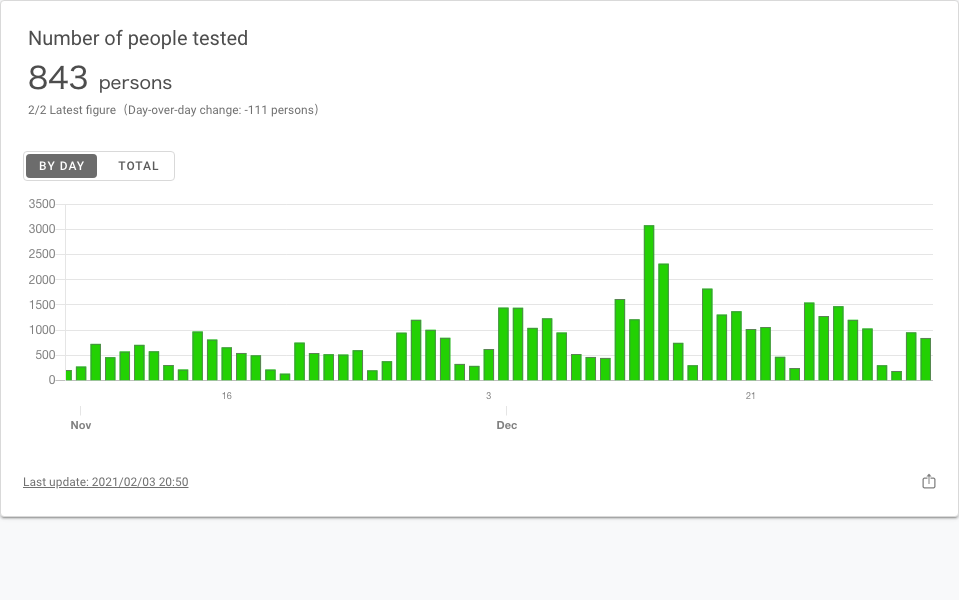 Number of people tested
843 persons
2/2 Latest figure（Day-over-day change: -111 persons）
BY DAY TOTAL
3500
3000
2500
2000
1500
1000
500
0
16 3 21
Nov Dec
Last update: 2021/02/03 20:50